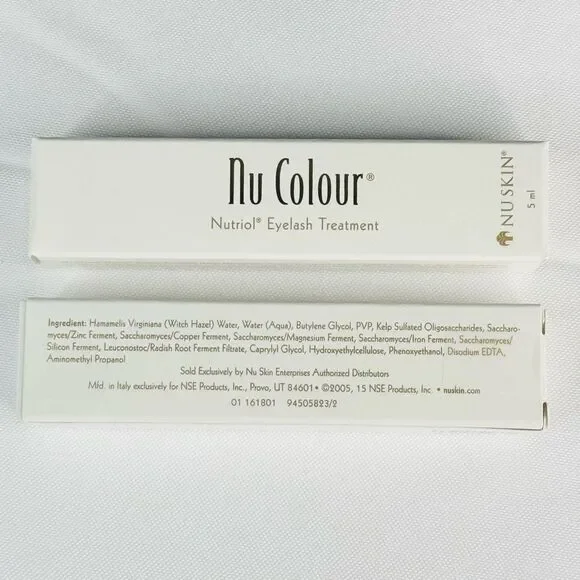 Nu Colour®
Nutriol® Eyelash Treatment
NU SKIN®
5 ml
Ingredient: Hamamelis Virginiana (Witch Hazel) Water, Water (Aqua), Butylene Glycol, PVP, Kelp Sulfated Oligosaccharides, Saccharo-
myces/Zinc Ferment, Saccharomyces/Copper Ferment, Saccharomyces/Magnesium Ferment, Saccharomyces/Iron Ferment, Saccharomyces/
Silicon Ferment, Leuconostoc/Radish Root Ferment Filtrate, Caprylyl Glycol, Hydroxyethylcellulose, Phenoxyethanol, Disodium EDTA,
Aminomethyl Propanol
Sold Exclusively by Nu Skin Enterprises Authorized Distributors
Mfd. in Italy exclusively for NSE Products, Inc., Provo, UT 84601• ©2005, 15 NSE Products, Inc. • nuskin.com
01 161801 94505823/2